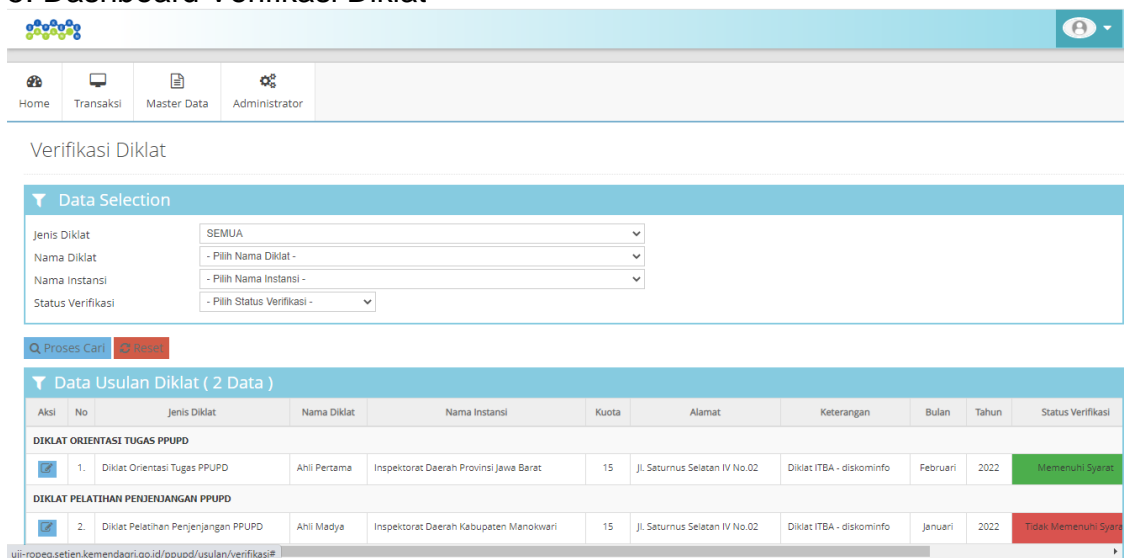 Home
Transaksi
Master Data
Administrator
Verifikasi Diklat
Data Selection
Jenis Diklat SEMUA
Nama Diklat - Pilih Nama Diklat -
Nama Instansi - Pilih Nama Instansi -
Status Verifikasi - Pilih Status Verifikasi -
Proses Cari Reset
Data Usulan Diklat ( 2 Data )
Aksi No Jenis Diklat Nama Diklat Nama Instansi Kuota Alamat Keterangan Bulan Tahun Status Verifikasi
DIKLAT ORIENTASI TUGAS PPUPD
1. Diklat Orientasi Tugas PPUPD Ahli Pertama Inspektorat Daerah Provinsi Jawa Barat 15 Jl. Saturnus Selatan IV No.02 Diklat ITBA - diskominfo Februari 2022 Memenuhi Syarat
DIKLAT PELATIHAN PENJENJANGAN PPUPD
2. Diklat Pelatihan Penjenjangan PPUPD Ahli Madya Inspektorat Daerah Kabupaten Manokwari 15 Jl. Saturnus Selatan IV No.02 Diklat ITBA - diskominfo Januari 2022 Tidak Memenuhi Syara
uji-ropeg.setjen.kemendagri.go.id/ppupd/usulan/verifikasi#